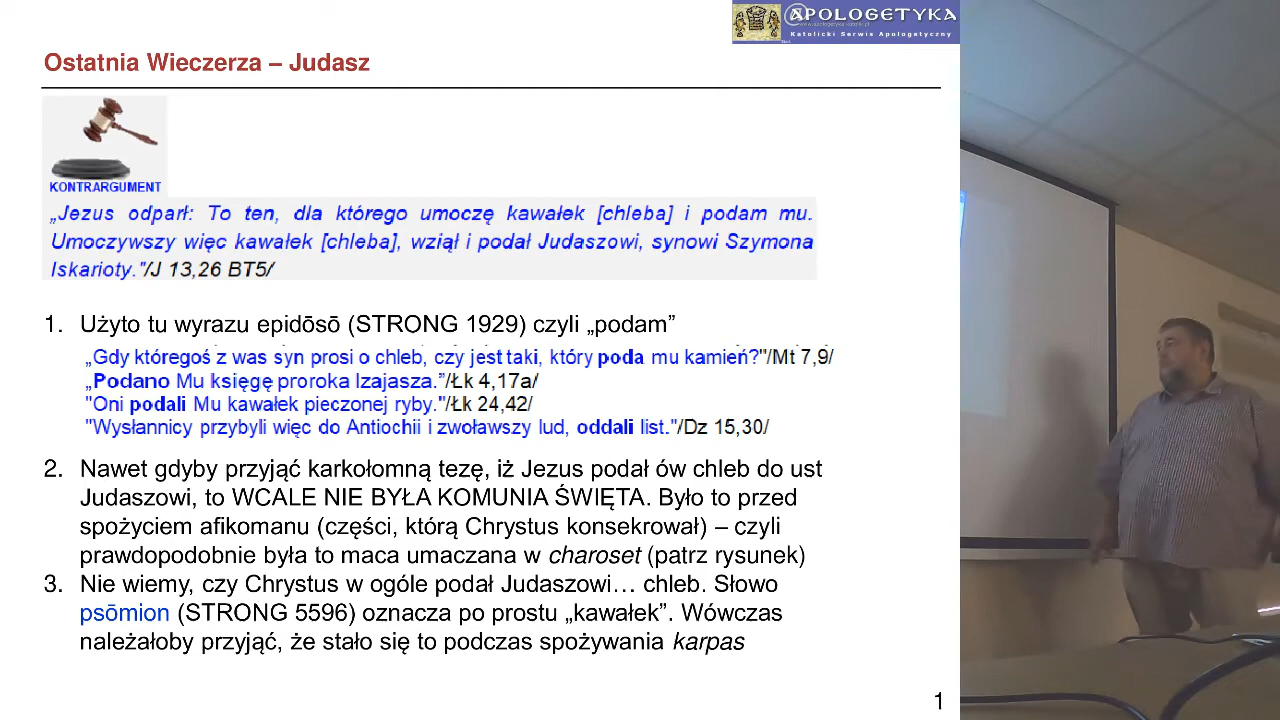 @POLOGETYKA
Katolicki Serwis Apologetyczny
Ostatnia Wieczerza – Judasz
KONTRARGUMENT
„Jezus odparł: To ten, dla którego umoczę kawałek [chleba] i podam mu.
Umoczywszy więc kawałek [chleba], wziął i podał Judaszowi, synowi Szymona
Iskarioty."/J 13,26 BT5/
1. Użyto tu wyrazu epidōsō (STRONG 1929) czyli „podam”
„Gdy któregoś z was syn prosi o chleb, czy jest taki, który poda mu kamień?"/Mt 7,9/
„Podano Mu księgę proroka Izajasza.”/Łk 4,17a/
"Oni podali Mu kawałek pieczonej ryby."/Łk 24,42/
"Wysłannicy przybyli więc do Antiochii i zwoławszy lud, oddali list."/Dz 15,30/
2. Nawet gdyby przyjąć karkołomną tezę, iż Jezus podał ów chleb do ust
Judaszowi, to WCALE NIE BYŁA KOMUNIA ŚWIĘTA. Było to przed
spożyciem afikomanu (części, którą Chrystus konsekrował) – czyli
prawdopodobnie była to maca umaczana w charoset (patrz rysunek)
3. Nie wiemy, czy Chrystus w ogóle podał Judaszowi… chleb. Słowo
psōmion (STRONG 5596) oznacza po prostu „kawałek”. Wówczas
należałoby przyjąć, że stało się to podczas spożywania karpas
1